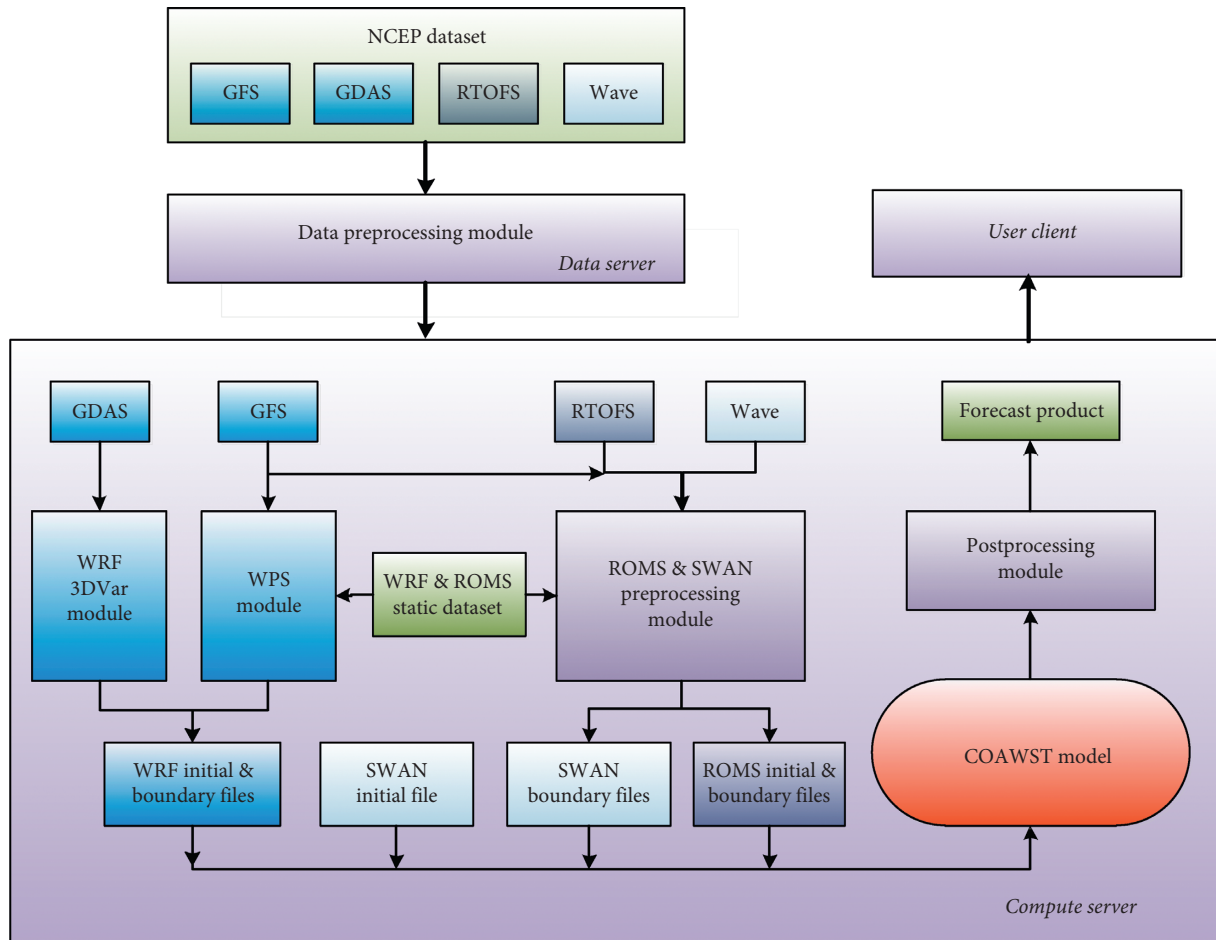 NCEP dataset
GFS
GDAS
RTOFS
Wave
Data preprocessing module
Data server
User client
GDAS
GFS
RTOFS
Wave
Forecast product
WRF
3DVar
module
WPS
module
WRF & ROMS
static dataset
ROMS & SWAN
preprocessing
module
Postprocessing
module
WRF initial &
boundary files
SWAN
initial file
SWAN
boundary files
ROMS initial &
boundary files
COAWST model
Compute server